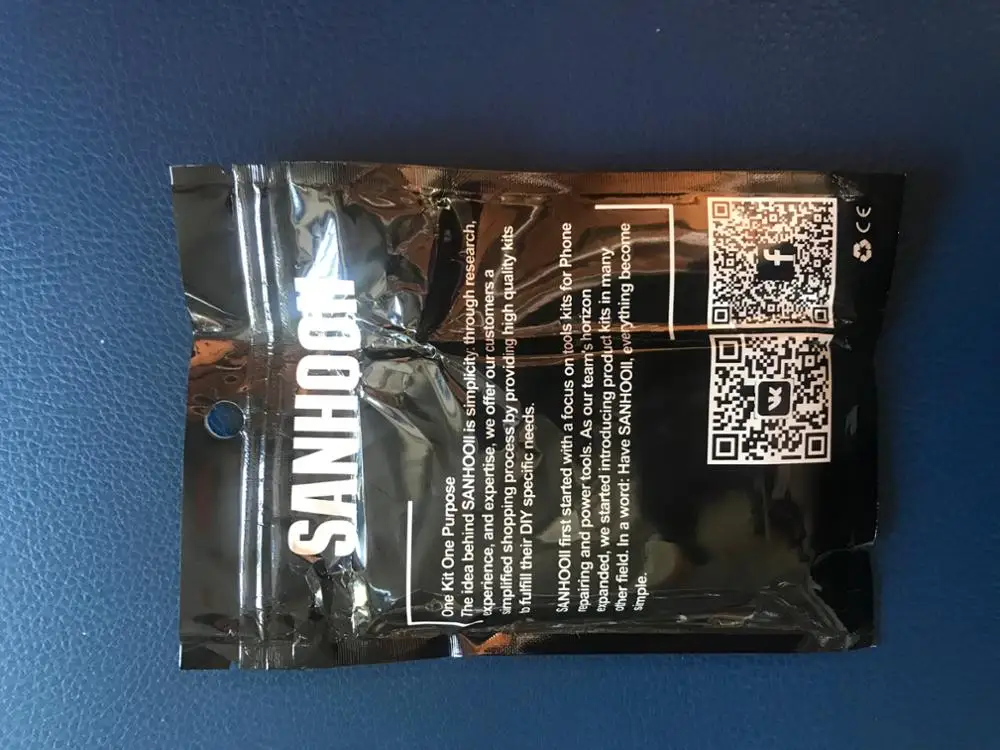 SANHOOII
One Kit One Purpose
The idea behind SANHOOII is simplicity: through research,
experience, and expertise, we offer our customers a
simplified shopping process by providing high quality kits
to fulfill their DIY specific needs.
SANHOOII first started with a focus on tools kits for Phone
repairing and power tools. As our team's horizon
expanded, we started introducing product kits in many
other field. In a word: Have SANHOOII, everything become
simple.
f
CE